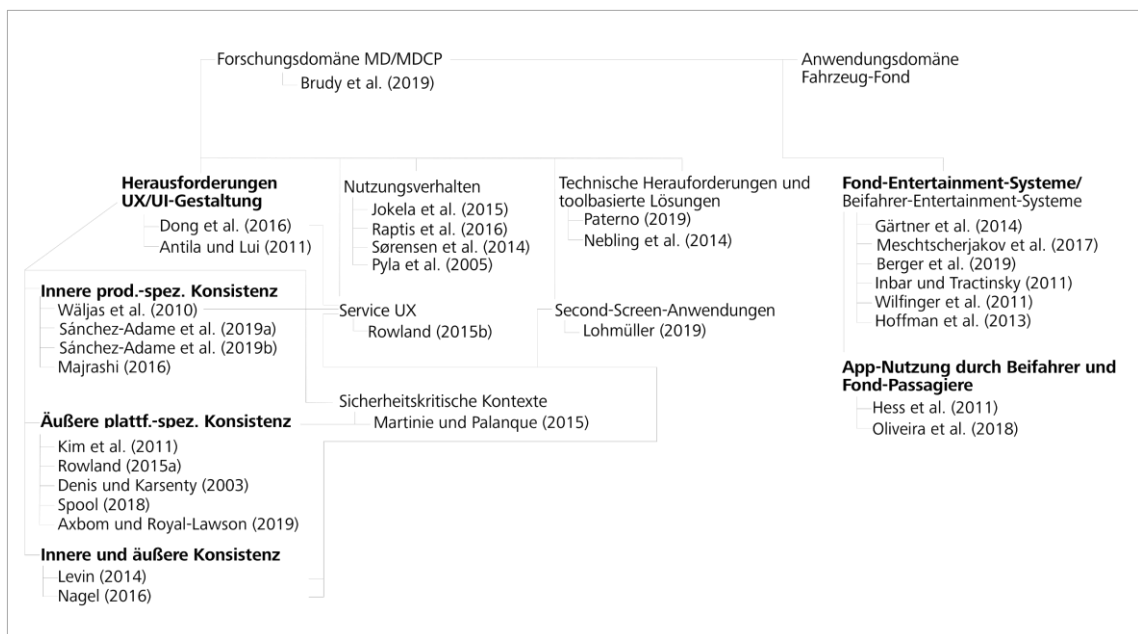 Forschungsdomäne MD/MDCP
Brudy et al. (2019)
Anwendungsdomäne
Fahrzeug-Fond
Herausforderungen
UX/UI-Gestaltung
Dong et al. (2016)
Antila und Lui (2011)
Nutzungsverhalten
Jokela et al. (2015)
Raptis et al. (2016)
Sørensen et al. (2014)
Pyla et al. (2005)
Technische Herauforderungen und
toolbasierte Lösungen
Paterno (2019)
Nebling et al. (2014)
Fond-Entertainment-Systeme/
Beifahrer-Entertainment-Systeme
Gärtner et al. (2014)
Meschtscherjakov et al. (2017)
Berger et al. (2019)
Inbar und Tractinsky (2011)
Wilfinger et al. (2011)
Hoffman et al. (2013)
Innere prod.-spez. Konsistenz
Wäljas et al. (2010)
Sánchez-Adame et al. (2019a)
Sánchez-Adame et al. (2019b)
Majrashi (2016)
Service UX
Rowland (2015b)
Second-Screen-Anwendungen
Lohmüller (2019)
App-Nutzung durch Beifahrer und
Fond-Passagiere
Hess et al. (2011)
Oliveira et al. (2018)
Sicherheitskritische Kontexte
Martinie und Palanque (2015)
Äußere plattf.-spez. Konsistenz
Kim et al. (2011)
Rowland (2015a)
Denis und Karsenty (2003)
Spool (2018)
Axbom und Royal-Lawson (2019)
Innere und äußere Konsistenz
Levin (2014)
Nagel (2016)